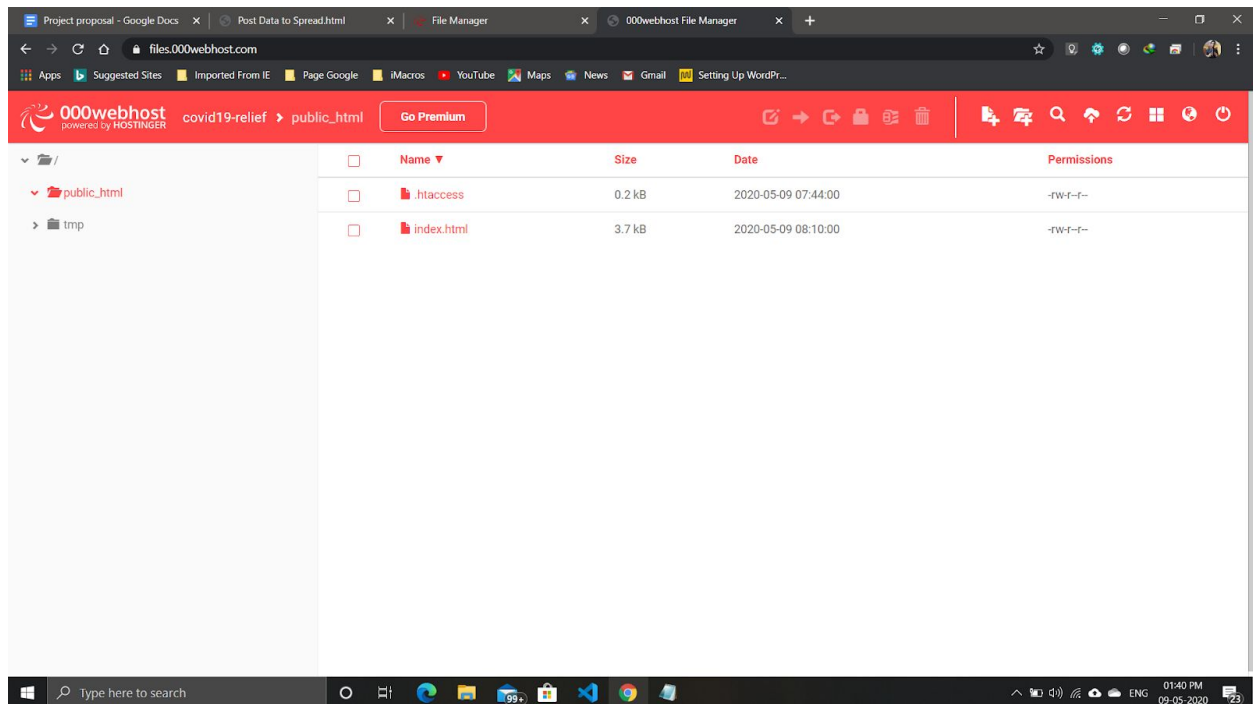 Project proposal - Google Docs
Post Data to Spread.html
File Manager
000webhost File Manager
files.000webhost.com
Apps
Suggested Sites
Imported From IE
Page Google
iMacros
YouTube
Maps
News
Gmail
Setting Up WordPr...
000webhost
powered by HOSTINGER
covid19-relief > public_html
Go Premium
/
public_html
tmp
Name ▼ Size Date Permissions
.htaccess 0.2 kB 2020-05-09 07:44:00 -rw-r--r--
index.html 3.7 kB 2020-05-09 08:10:00 -rw-r--r--
Type here to search
99+
ENG
01:40 PM
09-05-2020
23